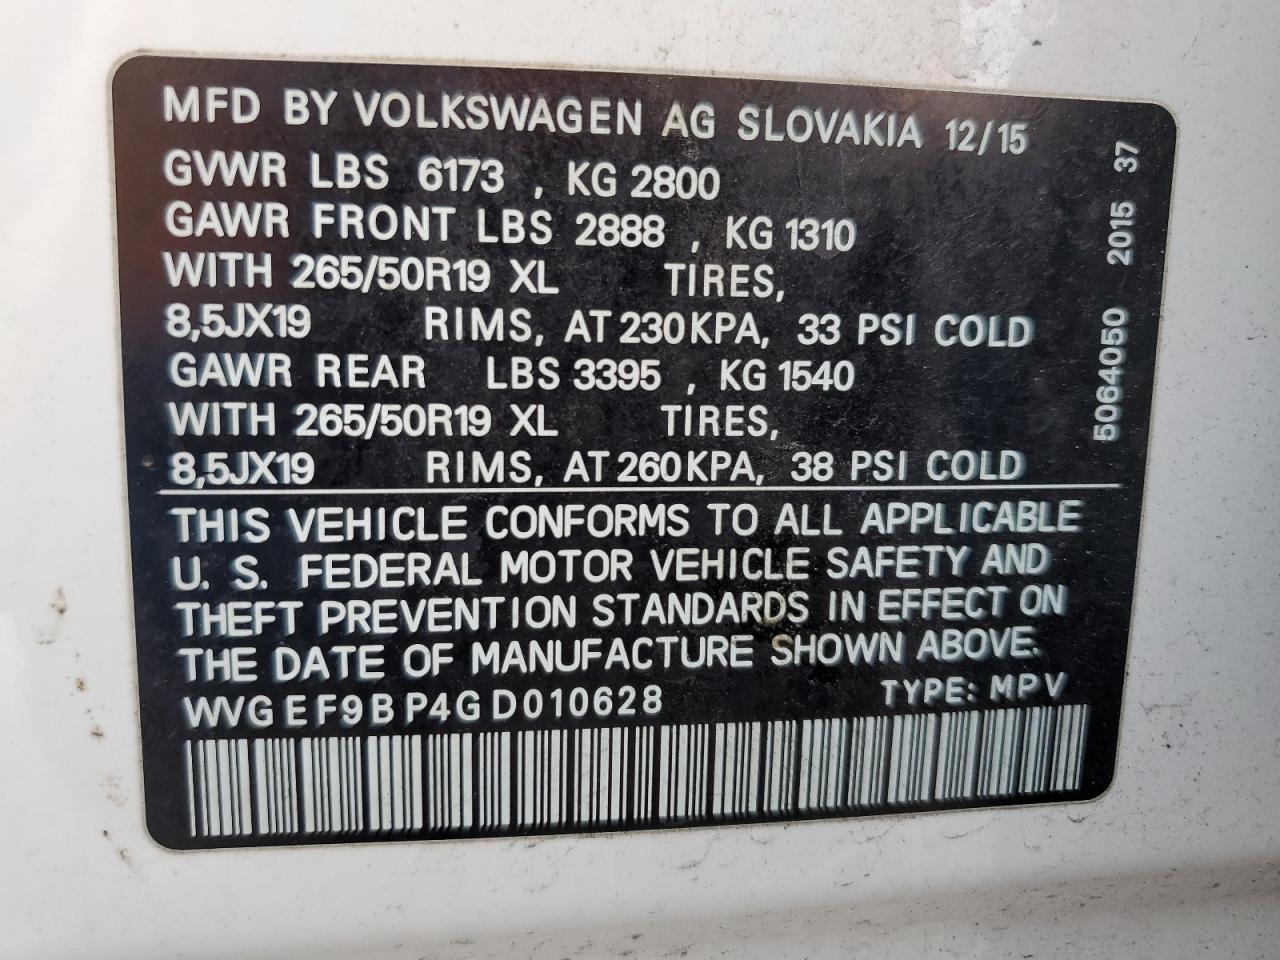 MFD BY VOLKSWAGEN AG SLOVAKIA 12/15
GVWR LBS 6173 , KG 2800
GAWR FRONT LBS 2888 , KG 1310
WITH 265/50R19 XL TIRES,
8,5JX19 RIMS, AT 230KPA, 33 PSI COLD
GAWR REAR LBS 3395 , KG 1540
WITH 265/50R19 XL TIRES,
8,5JX19 RIMS, AT 260KPA, 38 PSI COLD
THIS VEHICLE CONFORMS TO ALL APPLICABLE
U. S. FEDERAL MOTOR VEHICLE SAFETY AND
THEFT PREVENTION STANDARDS IN EFFECT ON
THE DATE OF MANUFACTURE SHOWN ABOVE.
WVGEF9BP4GD010628 TYPE: MPV
5064050 2015 37